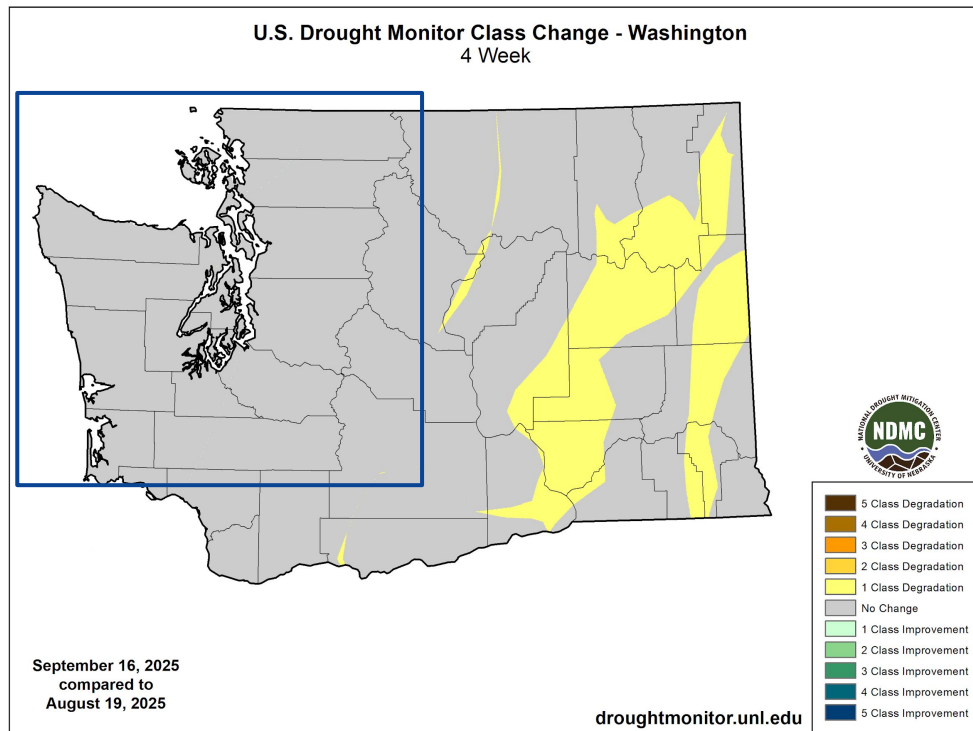 U.S. Drought Monitor Class Change - Washington
4 Week
NATIONAL DROUGHT MITIGATION CENTER
NDMC
UNIVERSITY OF NEBRASKA
5 Class Degradation
4 Class Degradation
3 Class Degradation
2 Class Degradation
1 Class Degradation
No Change
1 Class Improvement
2 Class Improvement
3 Class Improvement
4 Class Improvement
5 Class Improvement
September 16, 2025
compared to
August 19, 2025
droughtmonitor.unl.edu